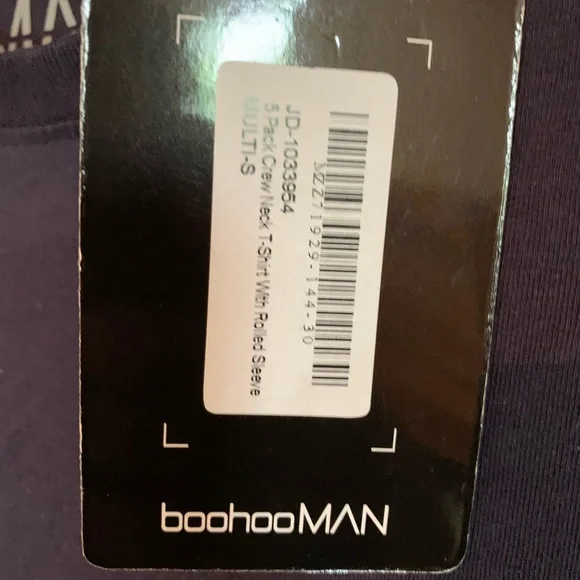 MZZ71929-144-30
JD-1033954
5 Pack Crew Neck T-Shirt With Rolled Sleeve
MULTI-S
boohooMAN